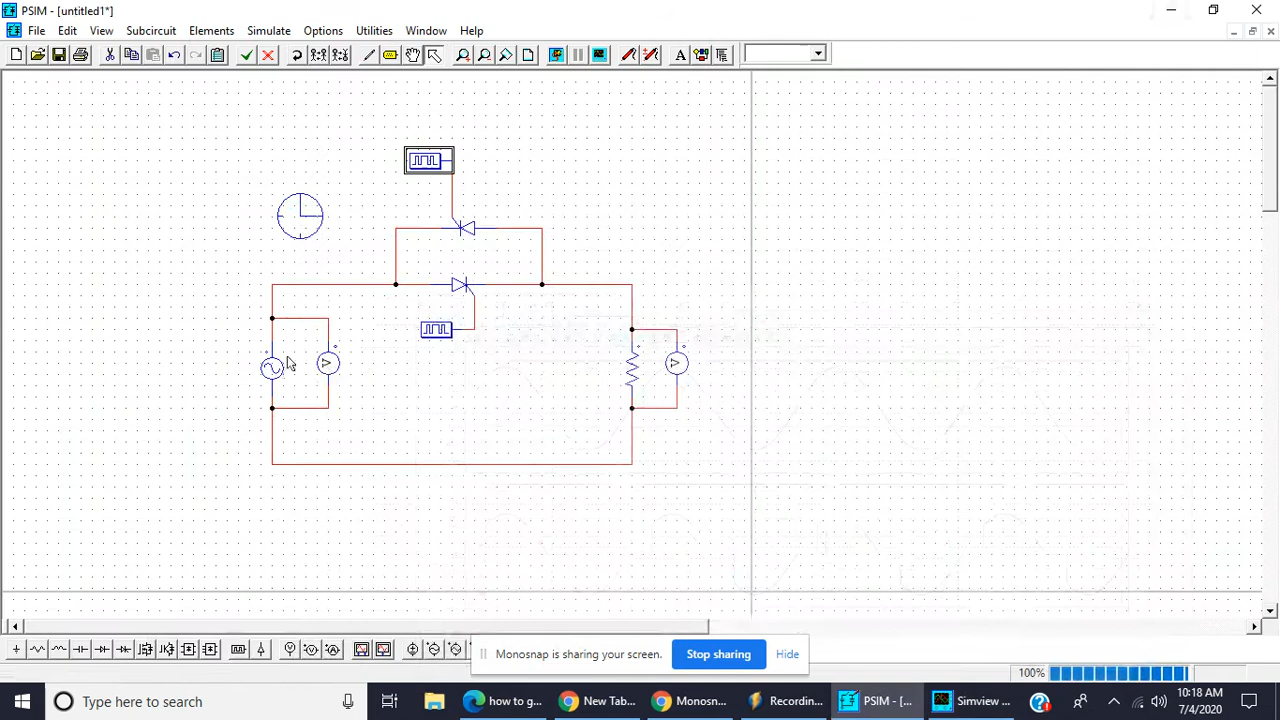 PSIM - [untitled1*]
File Edit View Subcircuit Elements Simulate Options Utilities Window Help
A
V
V
100%
Monosnap is sharing your screen. Stop sharing Hide
Type here to search
how to g...
New Tab...
Monosn...
Recordin...
PSIM - [...
Simview ...
10:18 AM
7/4/2020